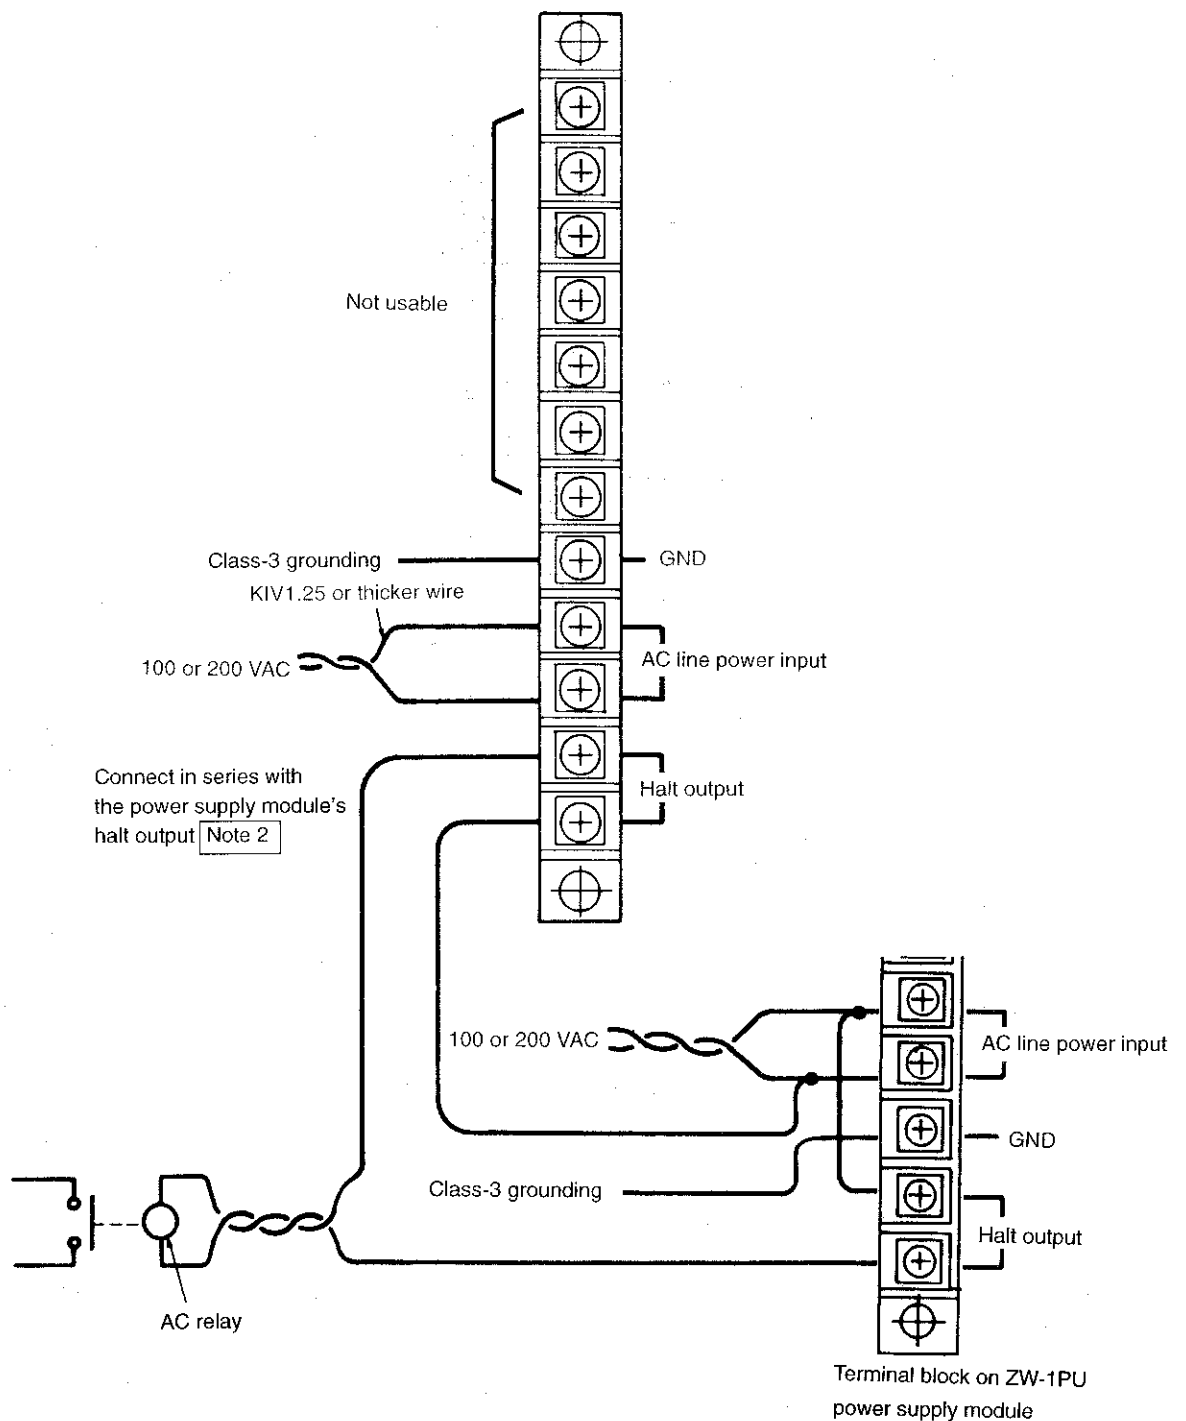 Not usable
Class-3 grounding
GND
KIV1.25 or thicker wire
100 or 200 VAC
AC line power input
Connect in series with
the power supply module's
halt output Note 2
Halt output
100 or 200 VAC
AC line power input
GND
Class-3 grounding
Halt output
AC relay
Terminal block on ZW-1PU
power supply module